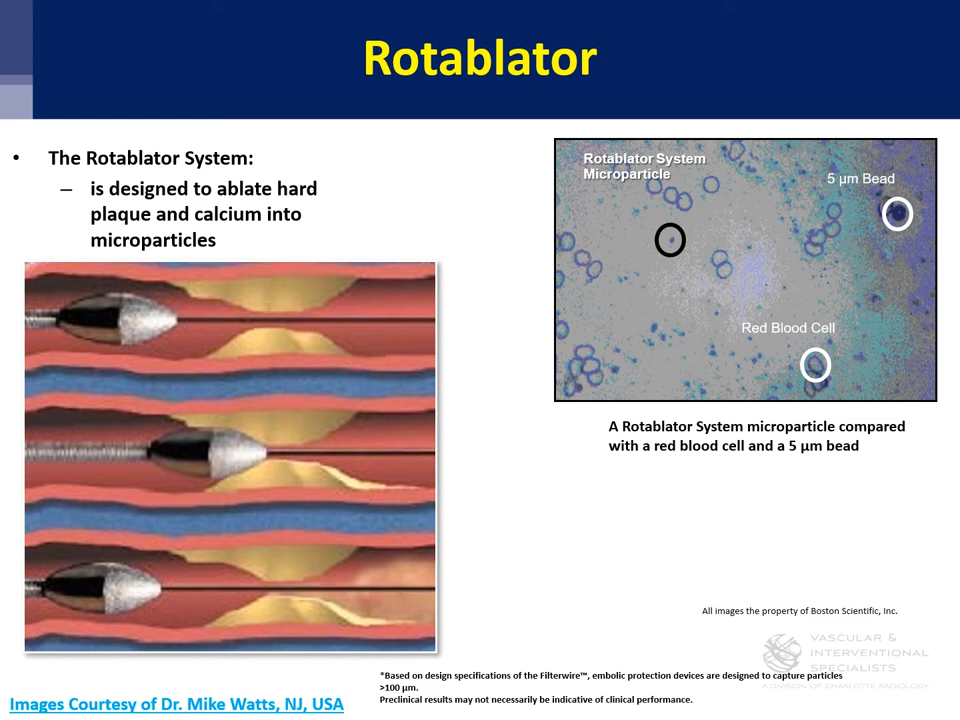 Rotablator
• The Rotablator System:
– is designed to ablate hard
plaque and calcium into
microparticles
Rotablator System
Microparticle
5 µm Bead
Red Blood Cell
A Rotablator System microparticle compared
with a red blood cell and a 5 µm bead
All images the property of Boston Scientific, Inc.
VASCULAR &
INTERVENTIONAL
SPECIALISTS
A DIVISION OF CHARLOTTE RADIOLOGY
*Based on design specifications of the Filterwire™, embolic protection devices are designed to capture particles
>100 µm.
Preclinical results may not necessarily be indicative of clinical performance.
Images Courtesy of Dr. Mike Watts, NJ, USA